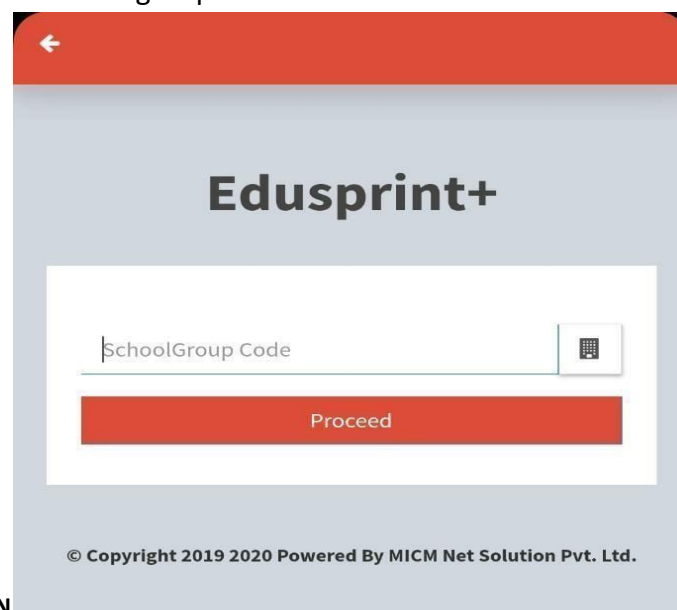 Edusprint+
SchoolGroup Code
Proceed
© Copyright 2019 2020 Powered By MICM Net Solution Pvt. Ltd.
N